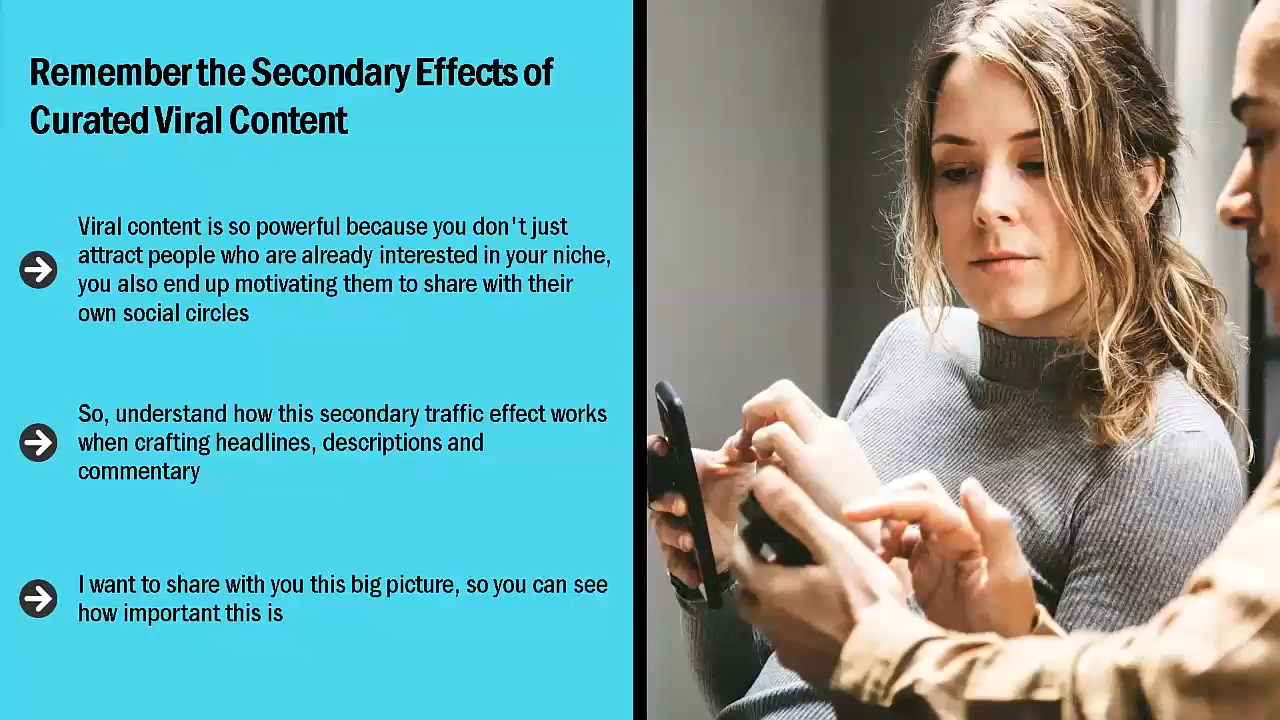 Remember the Secondary Effects of
Curated Viral Content
Viral content is so powerful because you don't just
attract people who are already interested in your niche,
you also end up motivating them to share with their
own social circles
So, understand how this secondary traffic effect works
when crafting headlines, descriptions and
commentary
I want to share with you this big picture, so you can see
how important this is